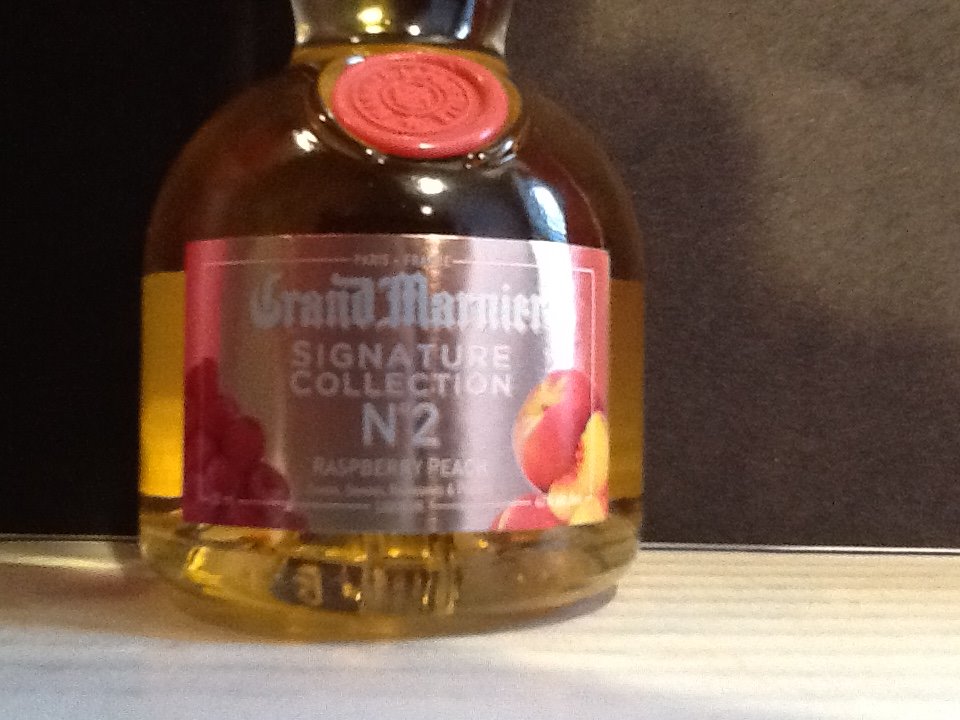 PARIS - FRANCE
Grand Marnier
SIGNATURE
COLLECTION
N°2
RASPBERRY PEACH